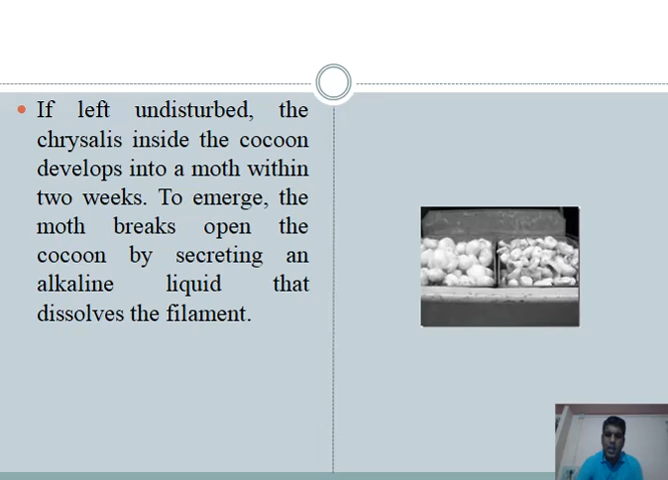 If left undisturbed, the
chrysalis inside the cocoon
develops into a moth within
two weeks. To emerge, the
moth breaks open the
cocoon by secreting an
alkaline liquid that
dissolves the filament.